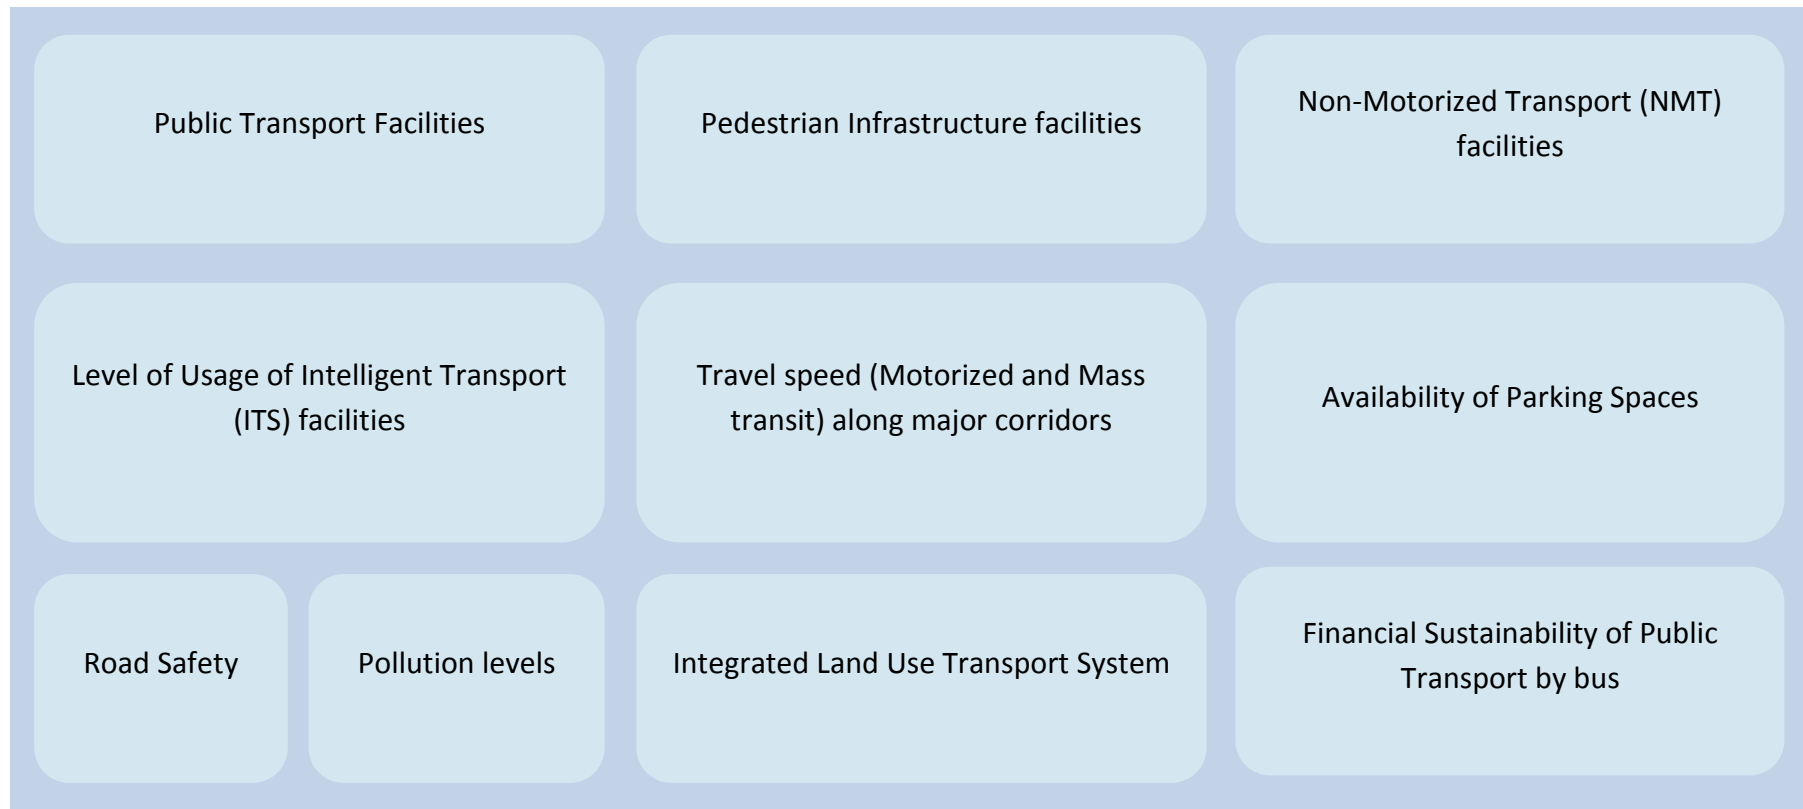 Public Transport Facilities
Pedestrian Infrastructure facilities
Non-Motorized Transport (NMT)
facilities
Level of Usage of Intelligent Transport
(ITS) facilities
Travel speed (Motorized and Mass
transit) along major corridors
Availability of Parking Spaces
Road Safety
Pollution levels
Integrated Land Use Transport System
Financial Sustainability of Public
Transport by bus